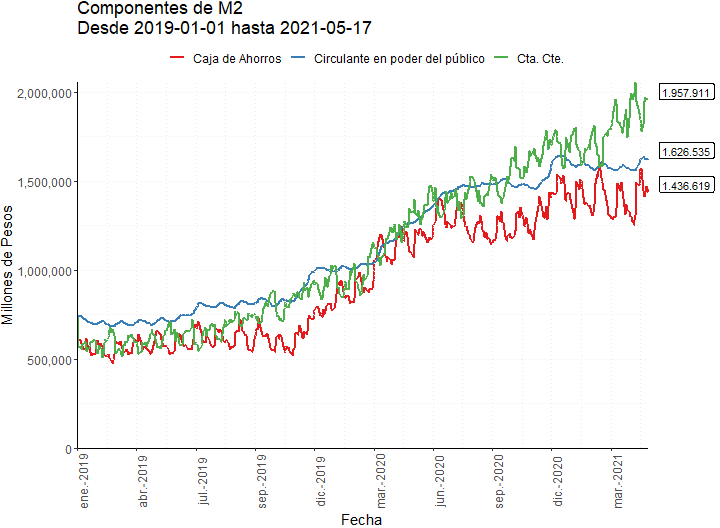 Componentes de M2
Desde 2019-01-01 hasta 2021-05-17
Caja de Ahorros Circulante en poder del público Cta. Cte.
Millones de Pesos
2,000,000
1,500,000
1,000,000
500,000
0
1.957.911
1.626.535
1.436.619
ene.-2019
abr.-2019
jul.-2019
sep.-2019
dic.-2019
mar.-2020
jun.-2020
sep.-2020
dic.-2020
mar.-2021
Fecha